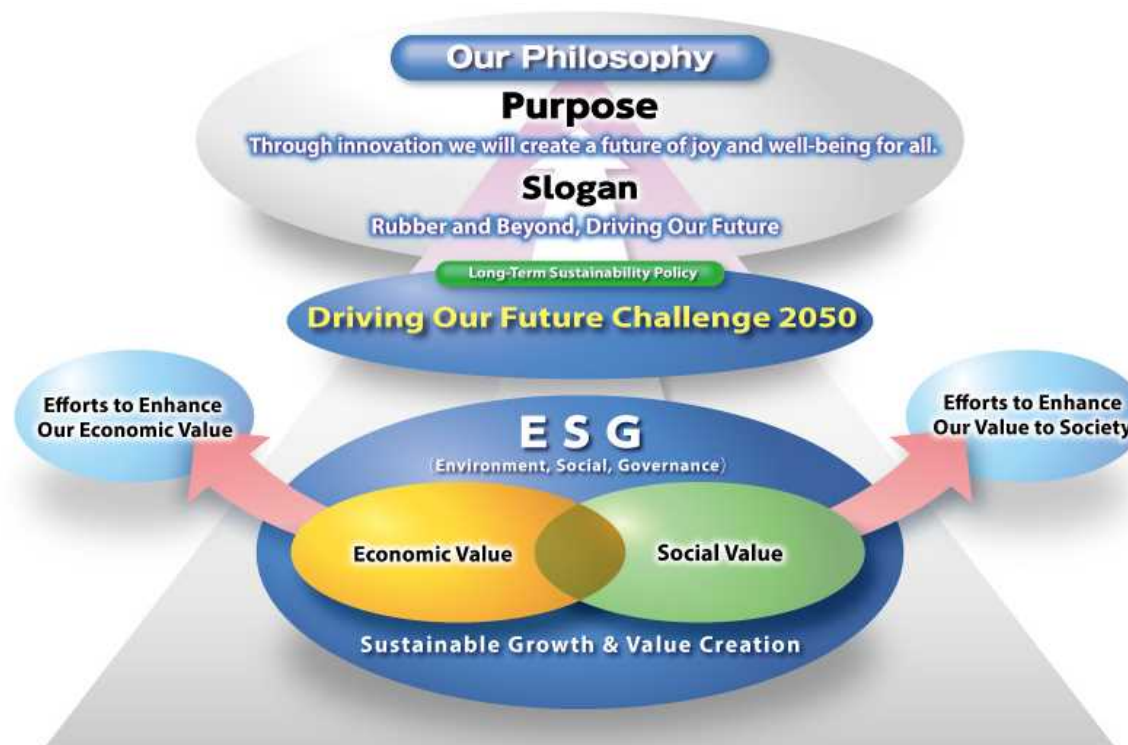 Our Philosophy
Purpose
Through innovation we will create a future of joy and well-being for all.
Slogan
Rubber and Beyond, Driving Our Future
Long-Term Sustainability Policy
Driving Our Future Challenge 2050
Efforts to Enhance
Our Economic Value
Efforts to Enhance
Our Value to Society
ESG
(Environment, Social, Governance)
Economic Value
Social Value
Sustainable Growth & Value Creation